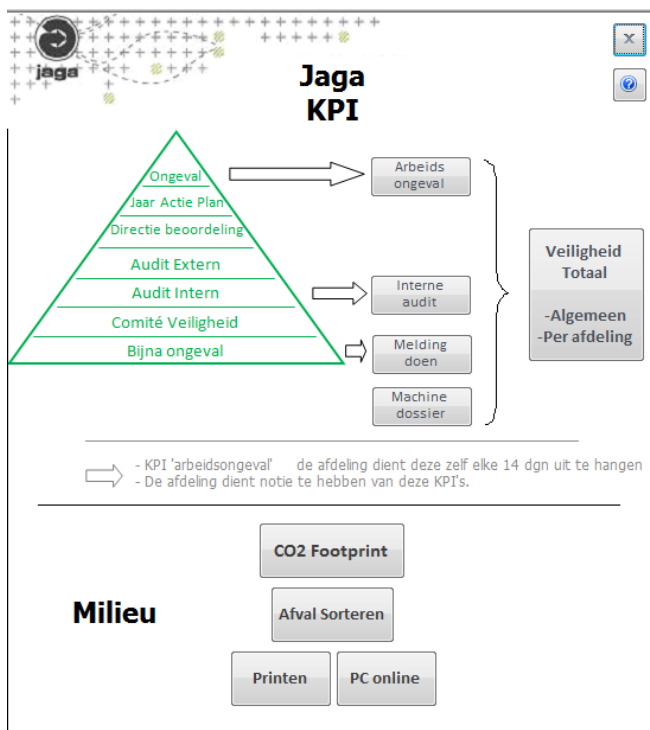 jaga
Jaga
KPI
x
?
Ongeval
Jaar Actie Plan
Directie beoordeling
Audit Extern
Audit Intern
Comité Veiligheid
Bijna ongeval
Arbeids
ongeval
Interne
audit
Melding
doen
Machine
dossier
Veiligheid
Totaal
-Algemeen
-Per afdeling
- KPI 'arbeidsongeval' de afdeling dient deze zelf elke 14 dgn uit te hangen
- De afdeling dient notie te hebben van deze KPI's.
CO2 Footprint
Milieu
Afval Sorteren
Printen
PC online